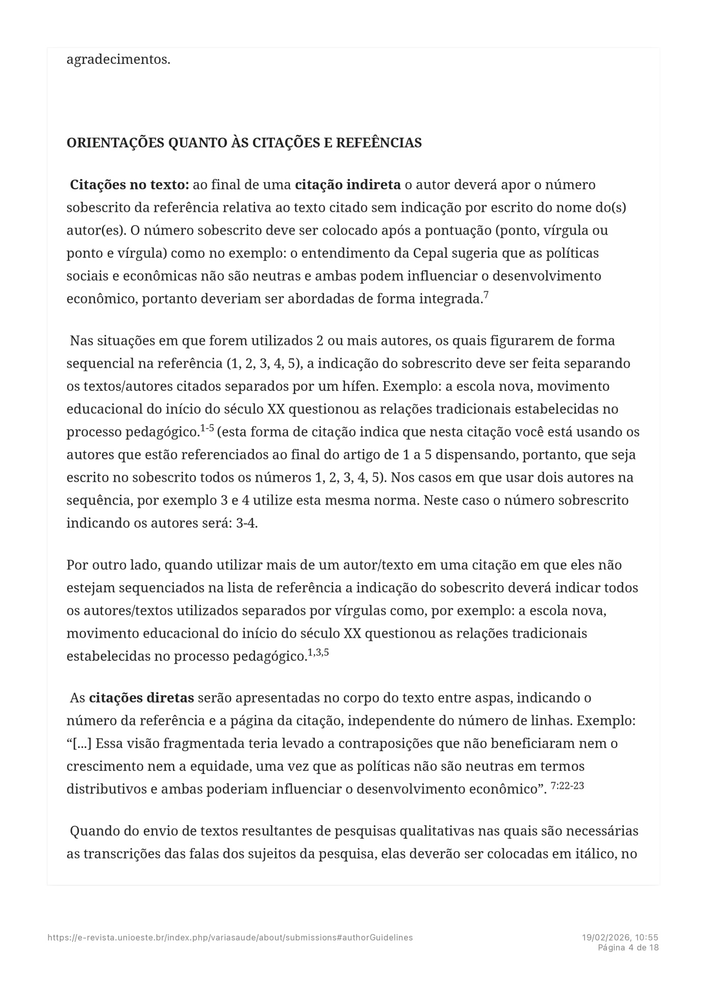 agradecimentos.
ORIENTAÇÕES QUANTO ÀS CITAÇÕES E REFEÊNCIAS
Citações no texto: ao final de uma citação indireta o autor deverá apor o número
sobescrito da referência relativa ao texto citado sem indicação por escrito do nome do(s)
autor(es). O número sobescrito deve ser colocado após a pontuação (ponto, vírgula ou
ponto e vírgula) como no exemplo: o entendimento da Cepal sugeria que as políticas
sociais e econômicas não são neutras e ambas podem influenciar o desenvolvimento
econômico, portanto deveriam ser abordadas de forma integrada.7
Nas situações em que forem utilizados 2 ou mais autores, os quais figurarem de forma
sequencial na referência (1, 2, 3, 4, 5), a indicação do sobrescrito deve ser feita separando
os textos/autores citados separados por um hífen. Exemplo: a escola nova, movimento
educacional do início do século XX questionou as relações tradicionais estabelecidas no
processo pedagógico.1-5 (esta forma de citação indica que nesta citação você está usando os
autores que estão referenciados ao final do artigo de 1 a 5 dispensando, portanto, que seja
escrito no sobescrito todos os números 1, 2, 3, 4, 5). Nos casos em que usar dois autores na
sequência, por exemplo 3 e 4 utilize esta mesma norma. Neste caso o número sobrescrito
indicando os autores será: 3-4.
Por outro lado, quando utilizar mais de um autor/texto em uma citação em que eles não
estejam sequenciados na lista de referência a indicação do sobescrito deverá indicar todos
os autores/textos utilizados separados por vírgulas como, por exemplo: a escola nova,
movimento educacional do início do século XX questionou as relações tradicionais
estabelecidas no processo pedagógico.1,3,5
As citações diretas serão apresentadas no corpo do texto entre aspas, indicando o
número da referência e a página da citação, independente do número de linhas. Exemplo:
“[...] Essa visão fragmentada teria levado a contraposições que não beneficiaram nem o
crescimento nem a equidade, uma vez que as políticas não são neutras em termos
distributivos e ambas poderiam influenciar o desenvolvimento econômico”. 7:22-23
Quando do envio de textos resultantes de pesquisas qualitativas nas quais são necessárias
as transcrições das falas dos sujeitos da pesquisa, elas deverão ser colocadas em itálico, no
https://e-revista.unioeste.br/index.php/variasaude/about/submissions#authorGuidelines
19/02/2026, 10:55
Página 4 de 18